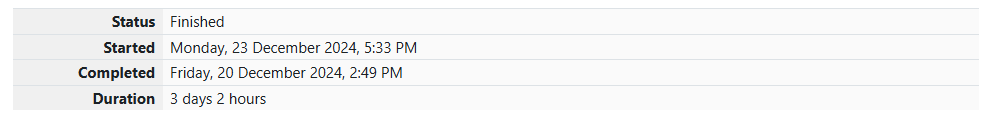 Status Finished
Started Monday, 23 December 2024, 5:33 PM
Completed Friday, 20 December 2024, 2:49 PM
Duration 3 days 2 hours